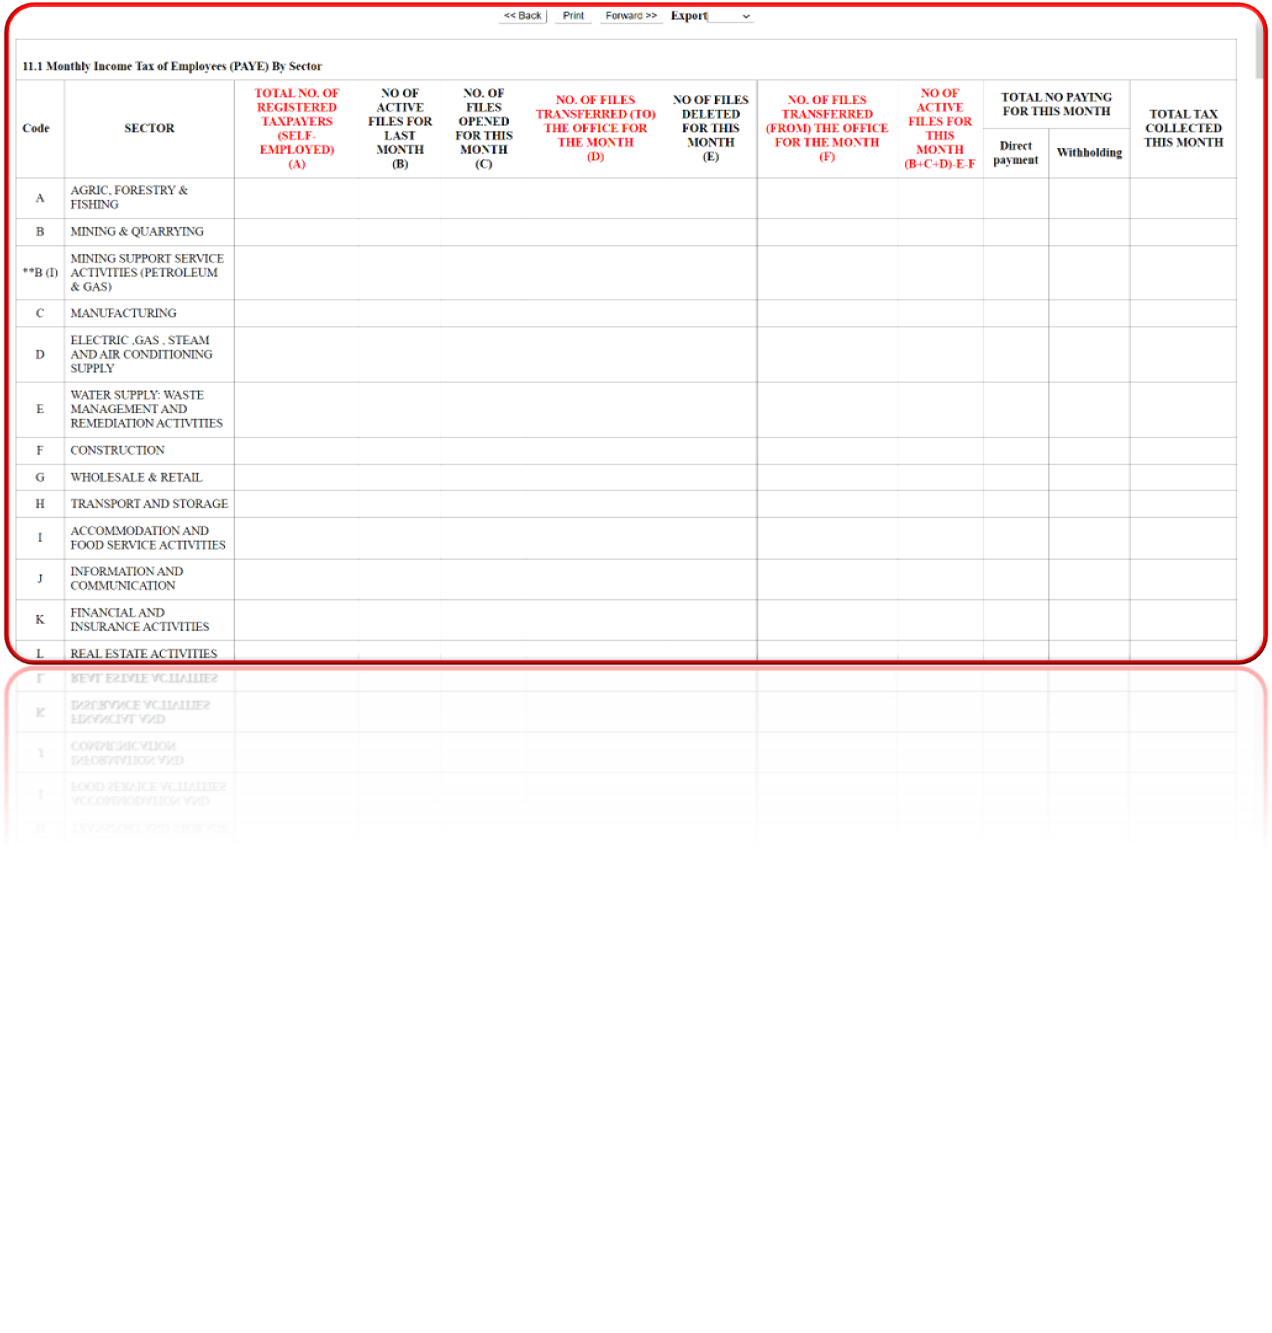 << Back Print Forward >> Export
11.1 Monthly Income Tax of Employees (PAYE) By Sector
Code
SECTOR
TOTAL NO. OF
REGISTERED
TAXPAYERS
(SELF-
EMPLOYED)
(A)
NO OF
ACTIVE
FILES FOR
LAST
MONTH
(B)
NO. OF
FILES
OPENED
FOR THIS
MONTH
(C)
NO. OF FILES
TRANSFERRED (TO)
THE OFFICE FOR
THE MONTH
(D)
NO OF FILES
DELETED
FOR THIS
MONTH
(E)
NO. OF FILES
TRANSFERRED
(FROM) THE OFFICE
FOR THE MONTH
(F)
NO OF
ACTIVE
FILES FOR
THIS
MONTH
(B+C+D)-E-F
TOTAL NO PAYING
FOR THIS MONTH
Direct
payment
Withholding
TOTAL TAX
COLLECTED
THIS MONTH
A
AGRIC, FORESTRY &
FISHING
B
MINING & QUARRYING
**B (I)
MINING SUPPORT SERVICE
ACTIVITIES (PETROLEUM
& GAS)
C
MANUFACTURING
D
ELECTRIC ,GAS , STEAM
AND AIR CONDITIONING
SUPPLY
E
WATER SUPPLY: WASTE
MANAGEMENT AND
REMEDIATION ACTIVITIES
F
CONSTRUCTION
G
WHOLESALE & RETAIL
H
TRANSPORT AND STORAGE
I
ACCOMMODATION AND
FOOD SERVICE ACTIVITIES
J
INFORMATION AND
COMMUNICATION
K
FINANCIAL AND
INSURANCE ACTIVITIES
L
REAL ESTATE ACTIVITIES